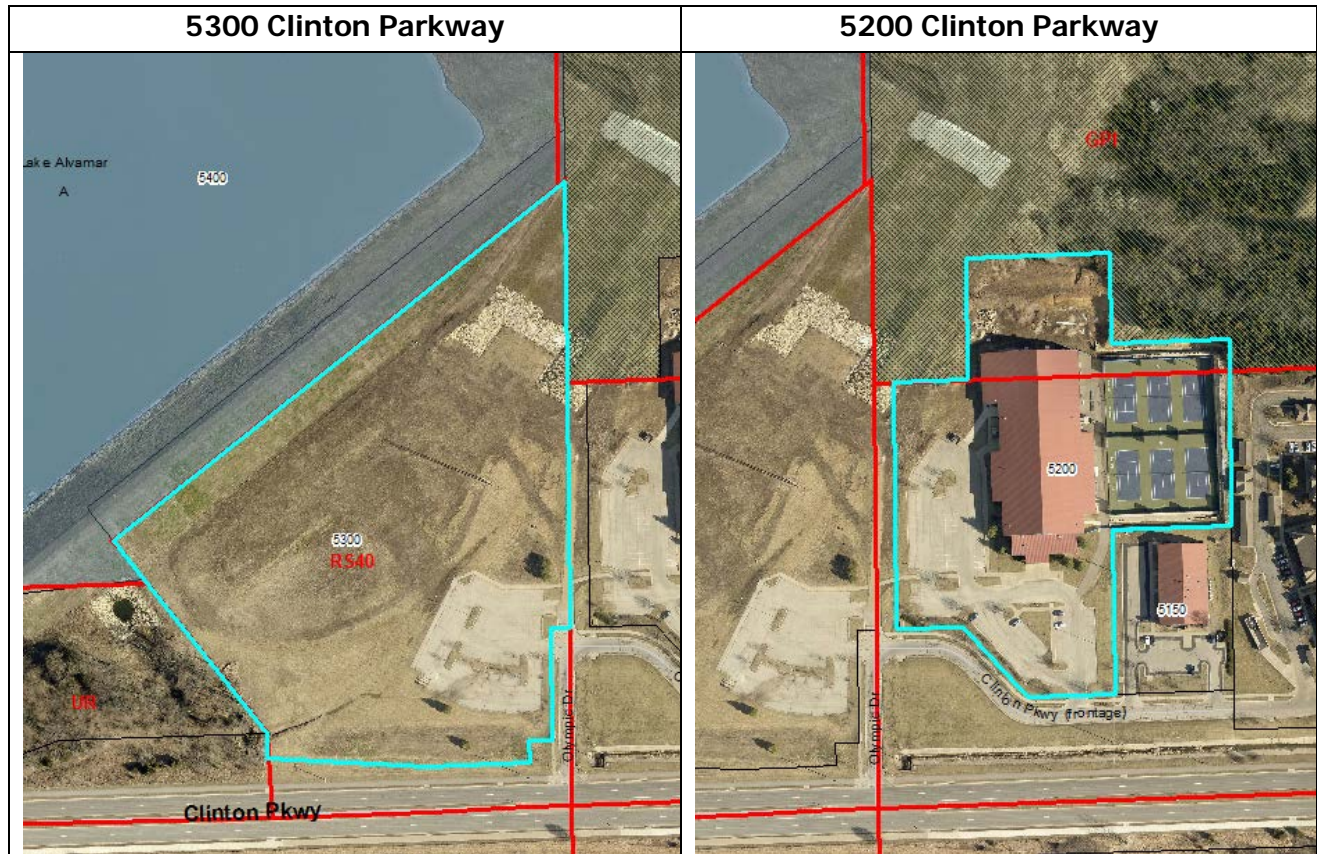 5300 Clinton Parkway
5200 Clinton Parkway
Lake Alvamar
A
5400
5300
RS40
UR
Olympic Dr
Clinton Pkwy
GPI
5200
5150
Clinton Pkwy (frontage)
Olympic Dr